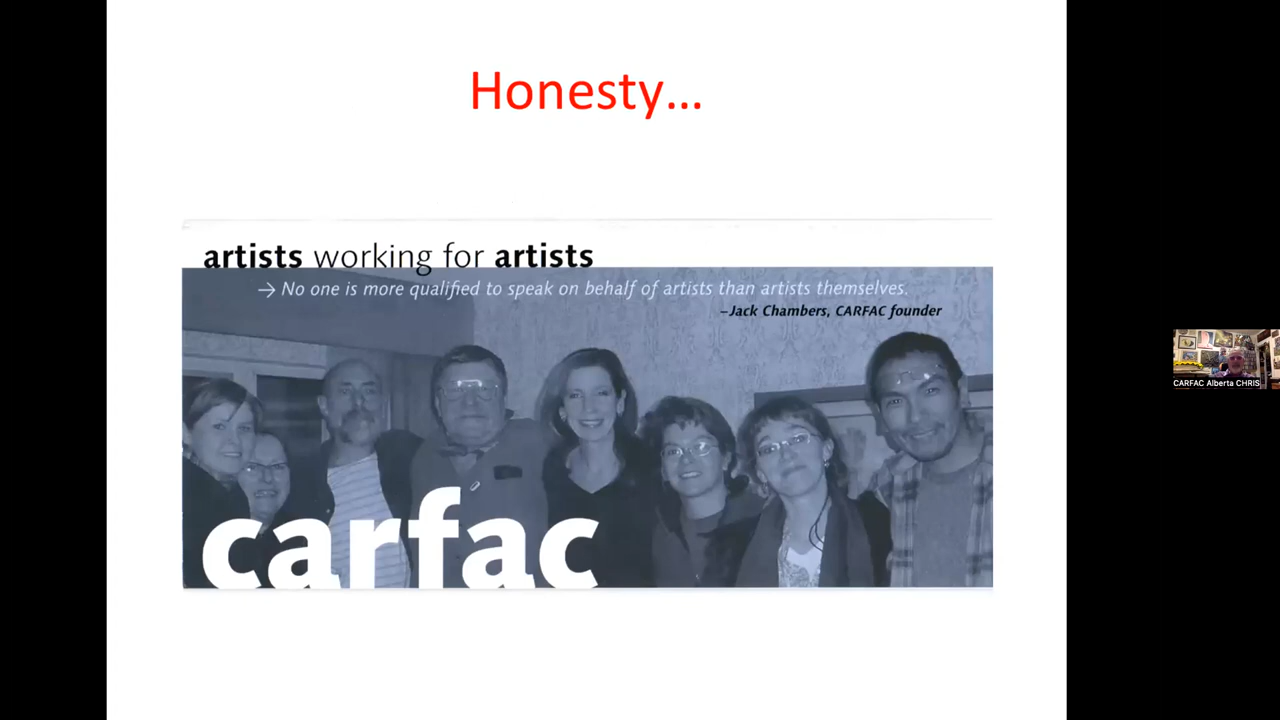 Honesty...
artists working for artists
→ No one is more qualified to speak on behalf of artists than artists themselves.
–Jack Chambers, CARFAC founder
carfac
CARFAC Alberta CHRIS